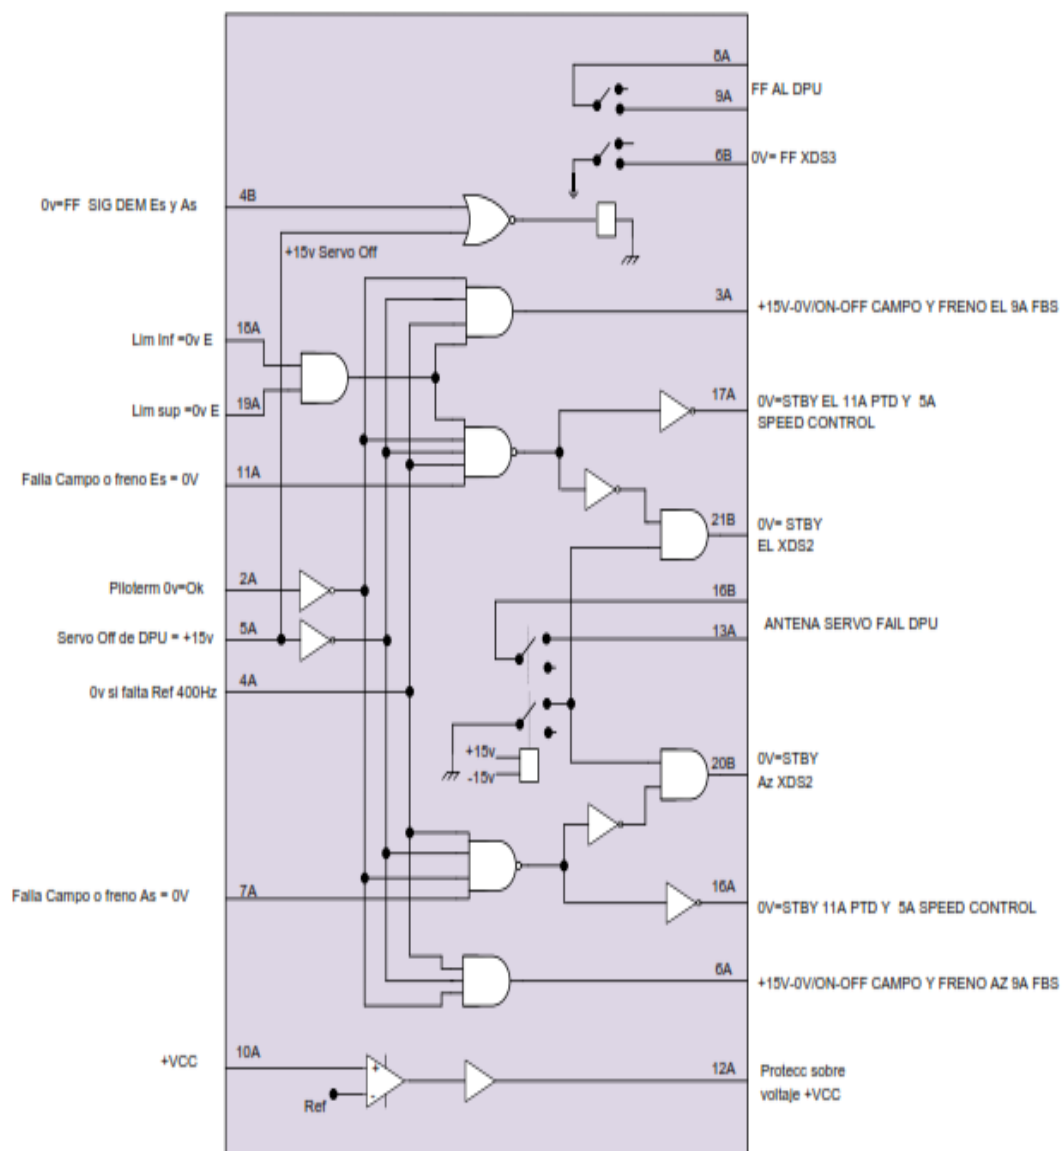 8A
FF AL DPU
9A
6B
0V= FF XDS3
0v=FF SIG DEM Es y As
4B
+15v Servo Off
3A
+15V-0V/ON-OFF CAMPO Y FRENO EL 9A FBS
Lim Inf =0v E
18A
Lim sup =0v E
19A
17A
0V=STBY EL 11A PTD Y 5A
SPEED CONTROL
Falla Campo o freno Es = 0V
11A
21B
0V= STBY
EL XDS2
Piloterm 0v=Ok
2A
16B
ANTENA SERVO FAIL DPU
13A
Servo Off de DPU = +15v
5A
0v si falta Ref 400Hz
4A
+15v
-15v
20B
0V=STBY
Az XDS2
Falla Campo o freno As = 0V
7A
16A
0V=STBY 11A PTD Y 5A SPEED CONTROL
6A
+15V-0V/ON-OFF CAMPO Y FRENO AZ 9A FBS
+VCC
10A
+
-
Ref
12A
Protecc sobre
voltaje +VCC